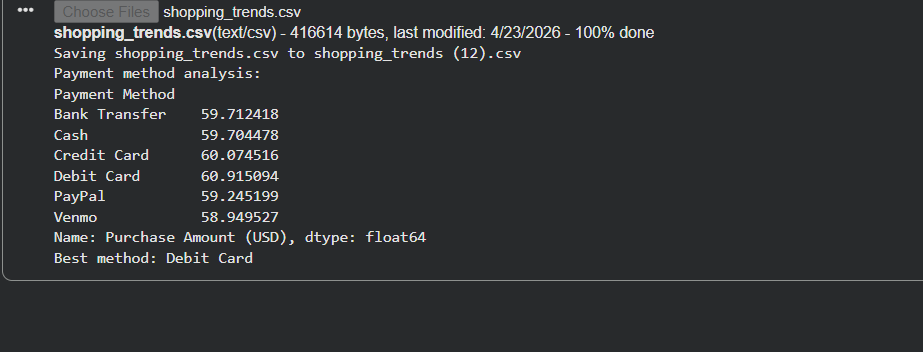 ••• Choose Files shopping_trends.csv
shopping_trends.csv(text/csv) - 416614 bytes, last modified: 4/23/2026 - 100% done
Saving shopping_trends.csv to shopping_trends (12).csv
Payment method analysis:
Payment Method
Bank Transfer    59.712418
Cash             59.704478
Credit Card      60.074516
Debit Card       60.915094
PayPal           59.245199
Venmo            58.949527
Name: Purchase Amount (USD), dtype: float64
Best method: Debit Card